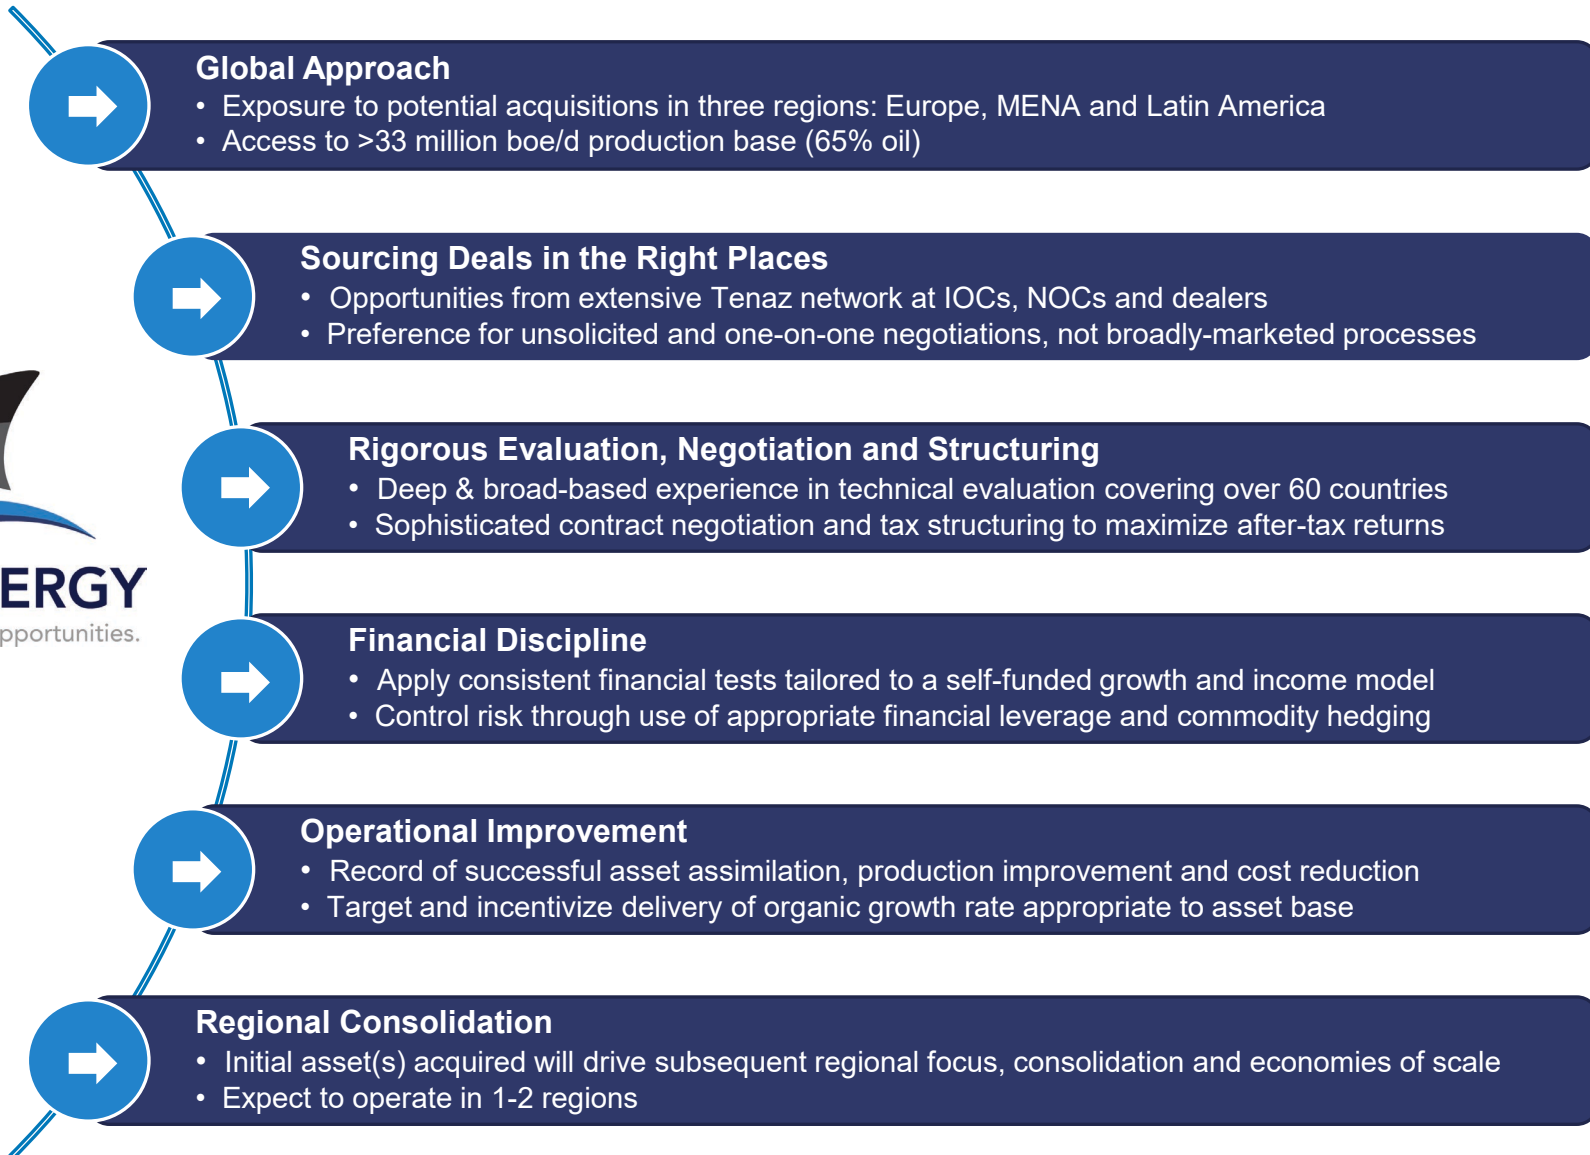 Global Approach
• Exposure to potential acquisitions in three regions: Europe, MENA and Latin America
• Access to >33 million boe/d production base (65% oil)
Sourcing Deals in the Right Places
• Opportunities from extensive Tenaz network at IOCs, NOCs and dealers
• Preference for unsolicited and one-on-one negotiations, not broadly-marketed processes
Rigorous Evaluation, Negotiation and Structuring
• Deep & broad-based experience in technical evaluation covering over 60 countries
• Sophisticated contract negotiation and tax structuring to maximize after-tax returns
ERGY
pportunities.
Financial Discipline
• Apply consistent financial tests tailored to a self-funded growth and income model
• Control risk through use of appropriate financial leverage and commodity hedging
Operational Improvement
• Record of successful asset assimilation, production improvement and cost reduction
• Target and incentivize delivery of organic growth rate appropriate to asset base
Regional Consolidation
• Initial asset(s) acquired will drive subsequent regional focus, consolidation and economies of scale
• Expect to operate in 1-2 regions